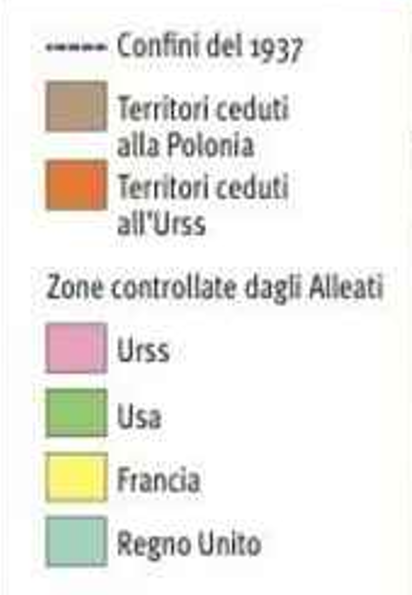 Confini del 1937
Territori ceduti
alla Polonia
Territori ceduti
all'Urss
Zone controllate dagli Alleati
Urss
Usa
Francia
Regno Unito